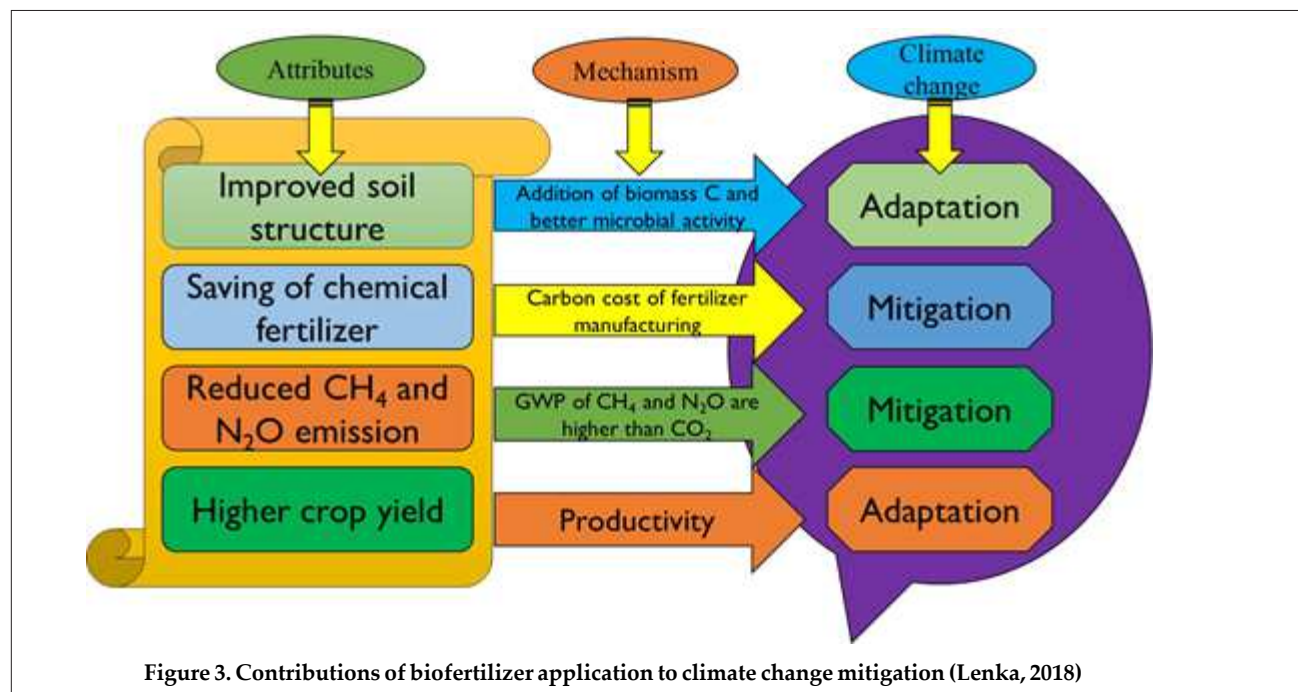 Attributes
Mechanism
Climate
change
Improved soil
structure
Addition of biomass C and
better microbial activity
Adaptation
Saving of chemical
fertilizer
Carbon cost of fertilizer
manufacturing
Mitigation
Reduced CH₄ and
N₂O emission
GWP of CH₄ and N₂O are
higher than CO₂
Mitigation
Higher crop yield
Productivity
Adaptation
Figure 3. Contributions of biofertilizer application to climate change mitigation (Lenka, 2018)